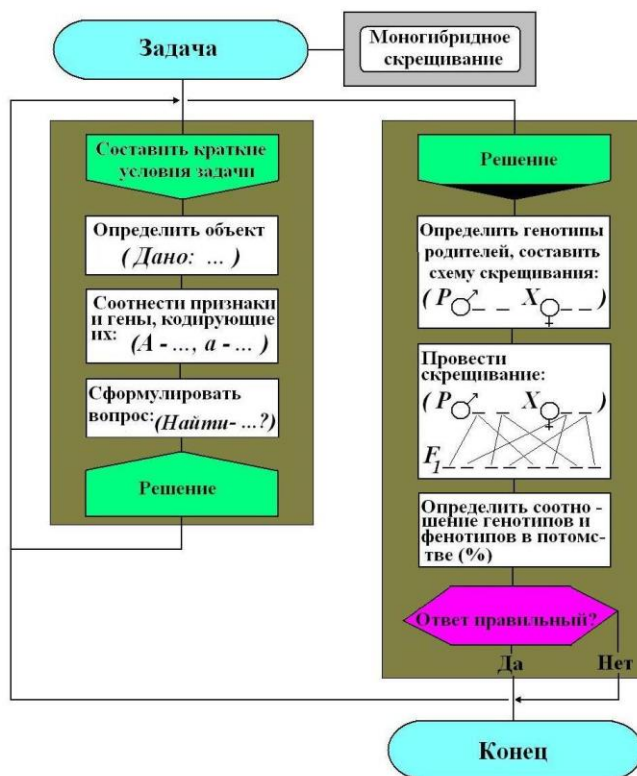 Задача
Моногибридное
скрещивание
Составить краткие
условия задачи
Определить объект
( Дано: ... )
Соотнести признаки
и гены, кодирующие
их:
(А - ..., а - ... )
Сформулировать
вопрос:
(Найти- ...?)
Решение
Решение
Определить генотипы
родителей, составить
схему скрещивания:
( P♂_ _ X♀_ _ )
Провести
скрещивание:
( P♂_ _ X♀_ _ )
F1_ _ _ _ _ _ _ _
Определить соотно -
шение генотипов и
фенотипов в потомс-
тве (%)
Ответ правильный?
Да
Нет
Конец